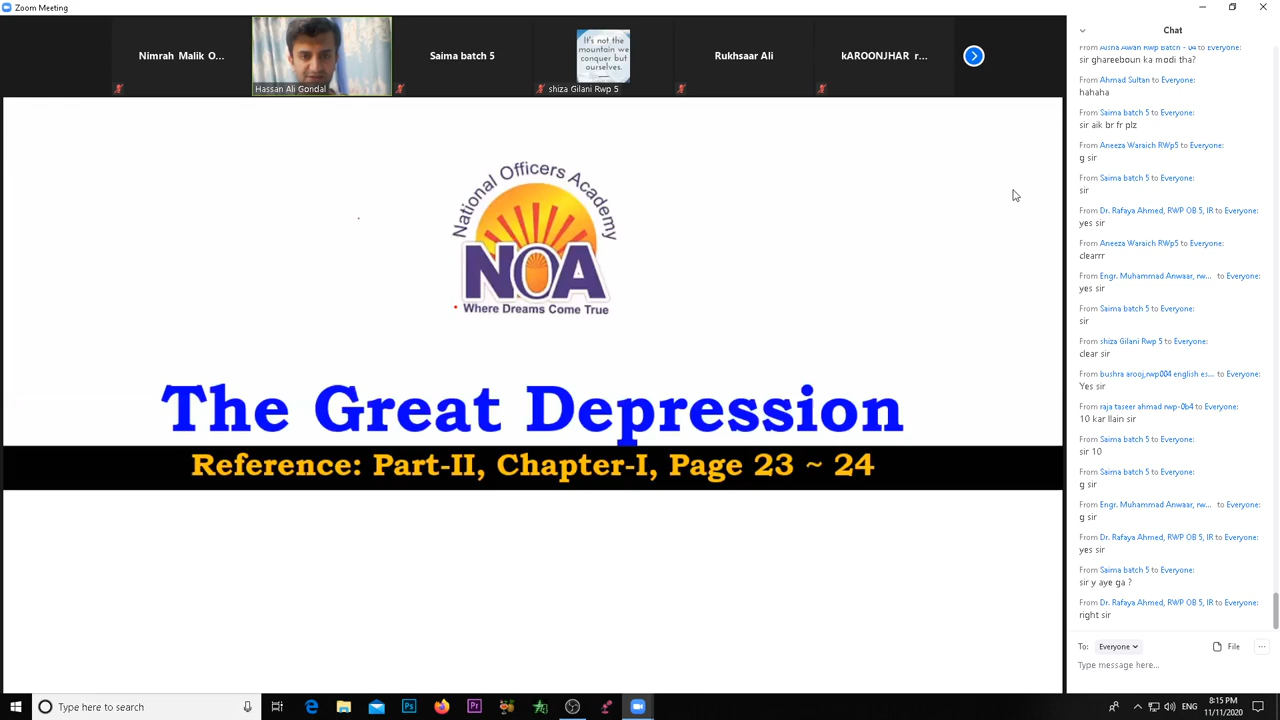 Zoom Meeting
Nimrah Malik O...
Hassan Ali Gondal
Saima batch 5
It's not the
mountain we
conquer but
ourselves.
shiza Gilani Rwp 5
Rukhsaar Ali
kAROONJHAR r...
National Officers Academy
NOA
Where Dreams Come True
The Great Depression
Reference: Part-II, Chapter-I, Page 23 ~ 24
Chat
From Aisha Awan Rwp Batch - 04 to Everyone:
sir ghareeboun ka modi tha?
From Ahmad Sultan to Everyone:
hahaha
From Saima batch 5 to Everyone:
sir aik br fr plz
From Aneeza Waraich RWp5 to Everyone:
g sir
From Saima batch 5 to Everyone:
sir
From Dr. Rafaya Ahmed, RWP OB 5, IR to Everyone:
yes sir
From Aneeza Waraich RWp5 to Everyone:
clearrr
From Engr. Muhammad Anwaar, rw... to Everyone:
yes sir
From Saima batch 5 to Everyone:
sir
From shiza Gilani Rwp 5 to Everyone:
clear sir
From bushra arooj,rwp004 english es... to Everyone:
Yes sir
From raja taseer ahmad rwp-0b4 to Everyone:
10 kar llain sir
From Saima batch 5 to Everyone:
sir 10
From Saima batch 5 to Everyone:
g sir
From Engr. Muhammad Anwaar, rw... to Everyone:
g sir
From Dr. Rafaya Ahmed, RWP OB 5, IR to Everyone:
yes sir
From Saima batch 5 to Everyone:
sir y aye ga ?
From Dr. Rafaya Ahmed, RWP OB 5, IR to Everyone:
right sir
To: Everyone File
Type message here...
Type here to search
Ps
Pr
ENG
8:15 PM
11/11/2020